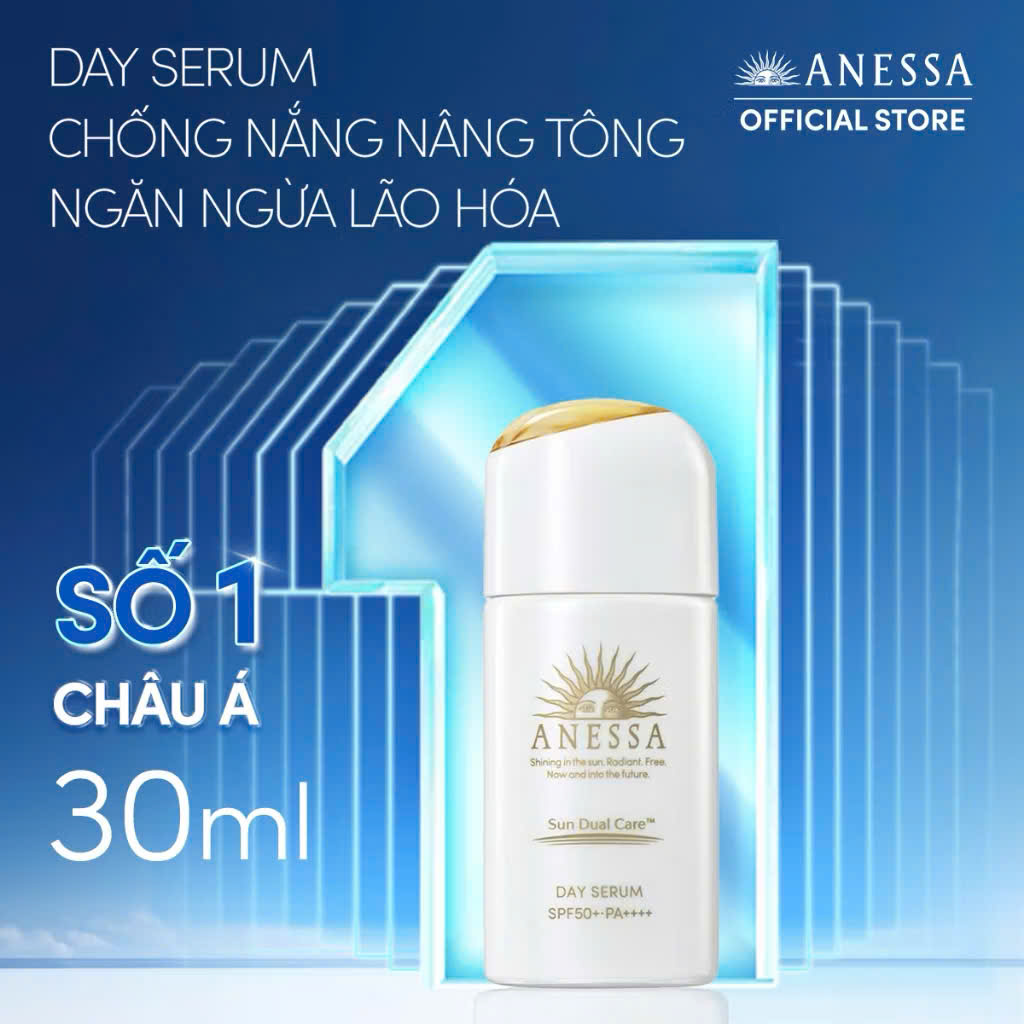 DAY SERUM
CHỐNG NẮNG NÂNG TÔNG
NGĂN NGỪA LÃO HÓA
ANESSA
OFFICIAL STORE
SỐ 1
CHÂU Á
30ml
ANESSA
Shining in the sun. Radiant. Free.
Now and into the future.
Sun Dual Care™
DAY SERUM
SPF50+·PA++++